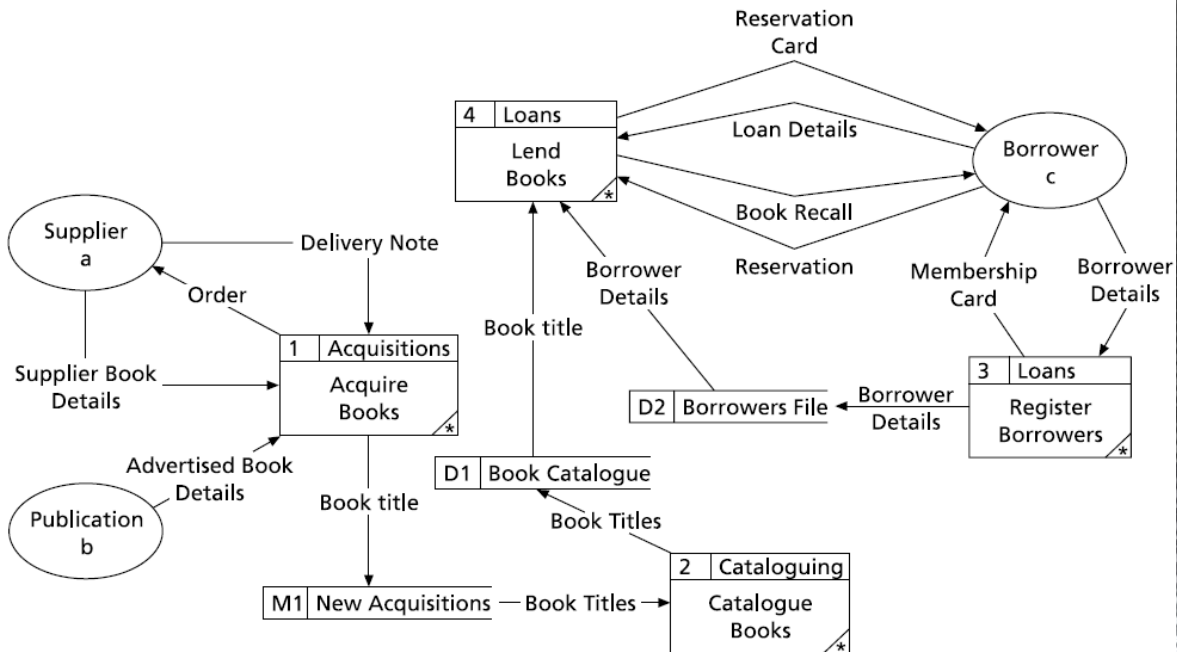 Reservation
Card
4 Loans
Lend
Books
*
Loan Details
Borrower
c
Book Recall
Reservation
Supplier
a
Delivery Note
Order
Supplier Book
Details
1 Acquisitions
Acquire
Books
*
Advertised Book
Details
Publication
b
Book title
M1 New Acquisitions
Book Titles
2 Cataloguing
Catalogue
Books
*
Book Titles
D1 Book Catalogue
Book title
Borrower
Details
D2 Borrowers File
Borrower
Details
3 Loans
Register
Borrowers
*
Membership
Card
Borrower
Details